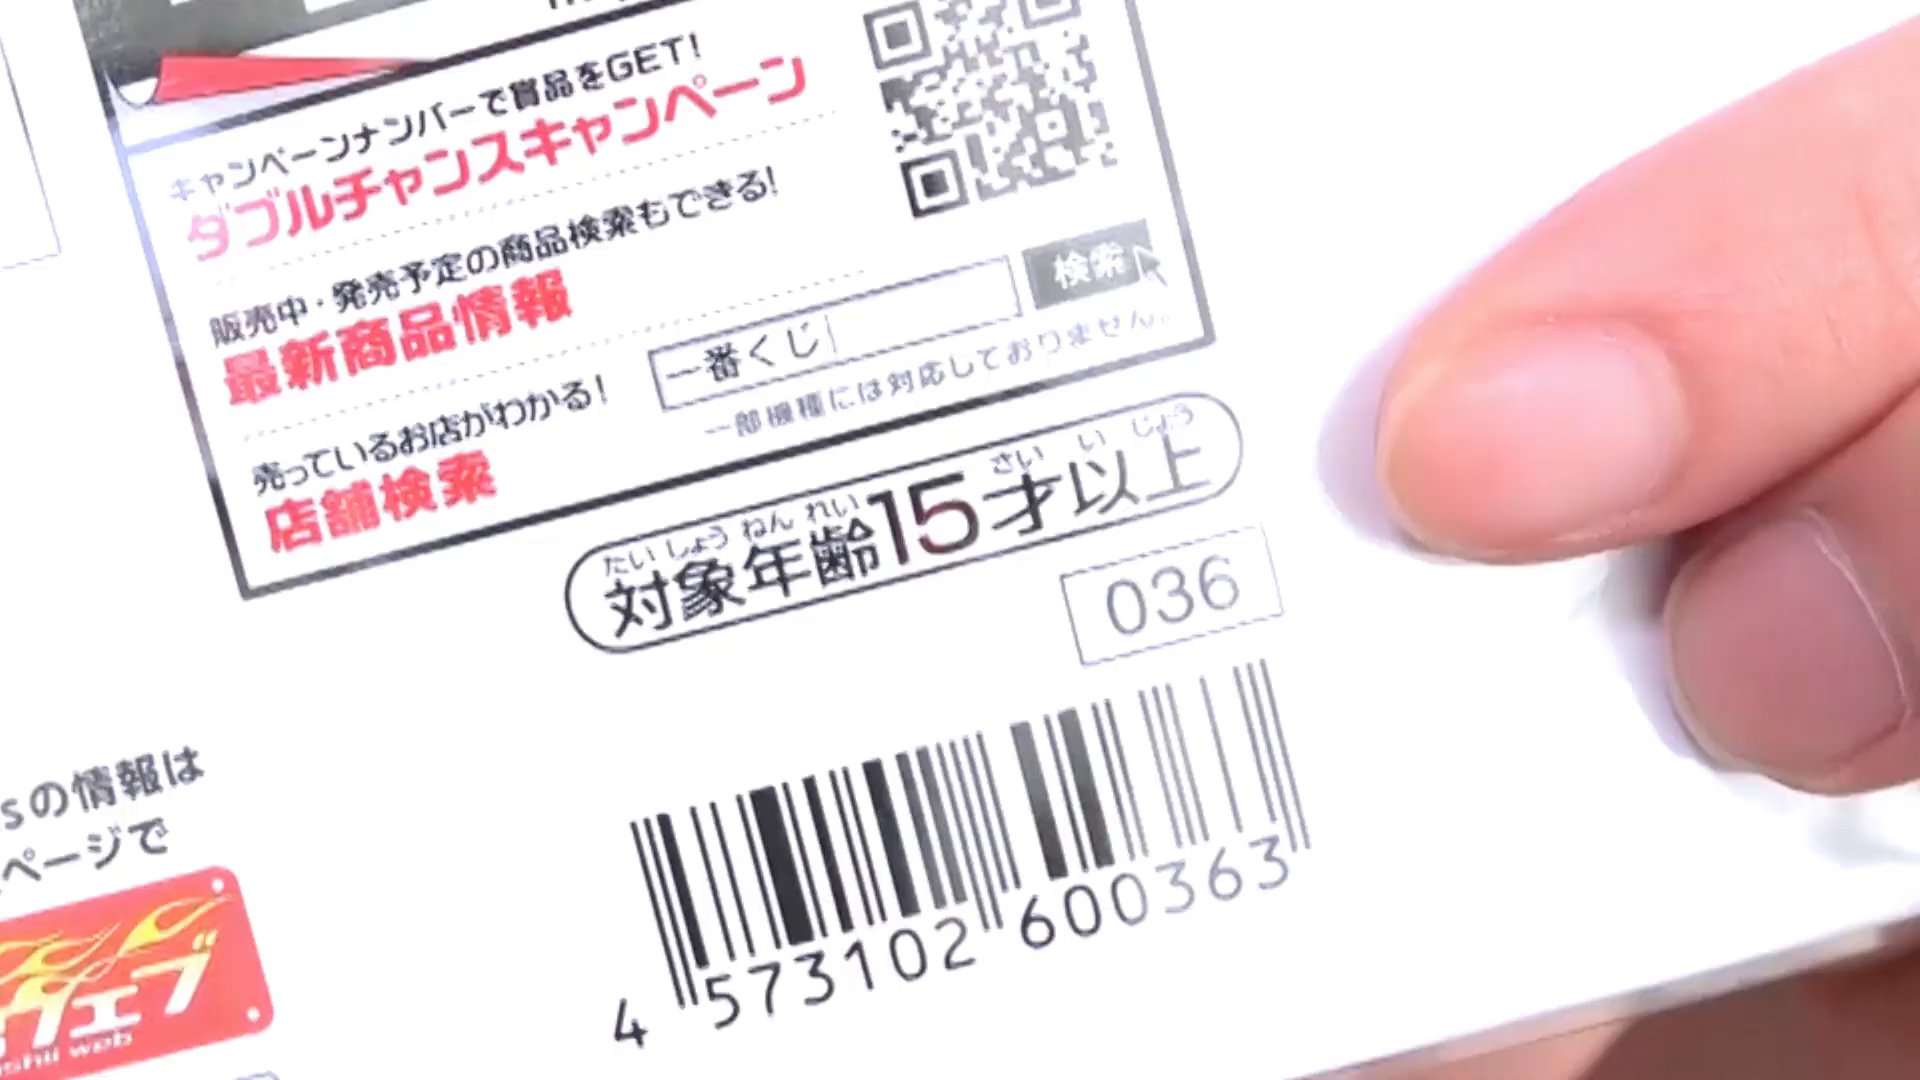 キャンペーンナンバーで賞品をGET!
ダブルチャンスキャンペーン
販売中・発売予定の商品検索もできる!
最新商品情報
売っているお店がわかる!
店舗検索
一番くじ
検索
一部機種には対応しておりません。
たいしょうねんれい さい い じょう
対象年齢15才以上
036
4 573102 600363
sの情報は
ページで
ウェブ
web